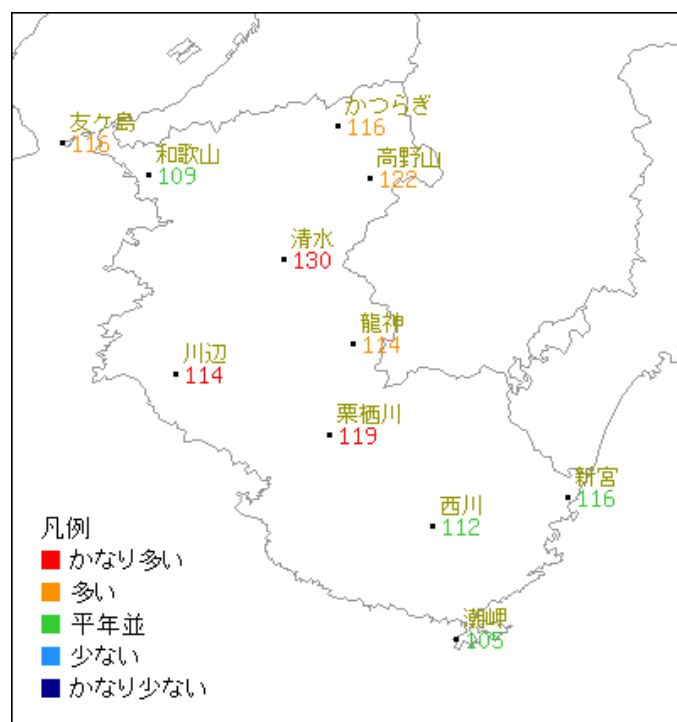 かつらぎ
116
友ケ島
116
和歌山
109
高野山
122
清水
130
龍神
114
川辺
114
栗栖川
119
新宮
116
西川
112
潮岬
105
凡例
かなり多い
多い
平年並
少ない
かなり少ない